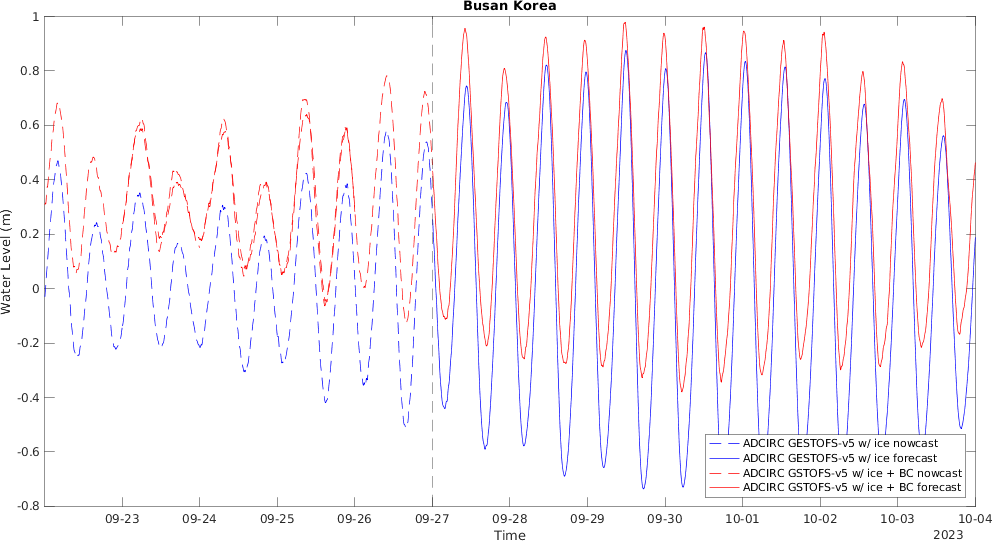 Busan Korea
1
0.8
0.6
0.4
0.2
0
-0.2
-0.4
-0.6
-0.8
Water Level (m)
ADCIRC GESTOFS-v5 w/ ice nowcast
ADCIRC GESTOFS-v5 w/ ice forecast
ADCIRC GSTOFS-v5 w/ ice + BC nowcast
ADCIRC GSTOFS-v5 w/ ice + BC forecast
09-23 09-24 09-25 09-26 09-27 09-28 09-29 09-30 10-01 10-02 10-03 10-04
Time
2023